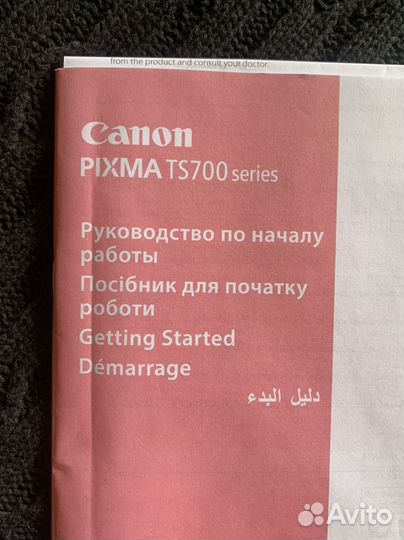 from the product and consult your doctor.
Canon
PIXMA TS700 series
Руководство по началу
работы
Посібник для початку
роботи
Getting Started
Démarrage
دليل البدء
Avito